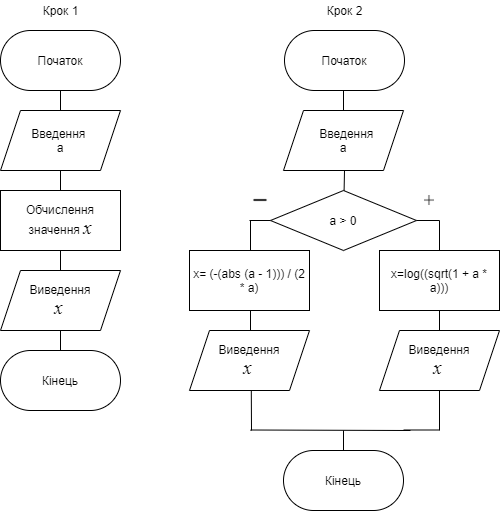 Крок 1
Початок
Введення
а
Обчислення
значення x
Виведення
x
Кінець
Крок 2
Початок
Введення
а
a > 0
−
+
x= (-(abs (a - 1))) / (2
* a)
x=log((sqrt(1 + a *
a)))
Виведення
x
Виведення
x
Кінець